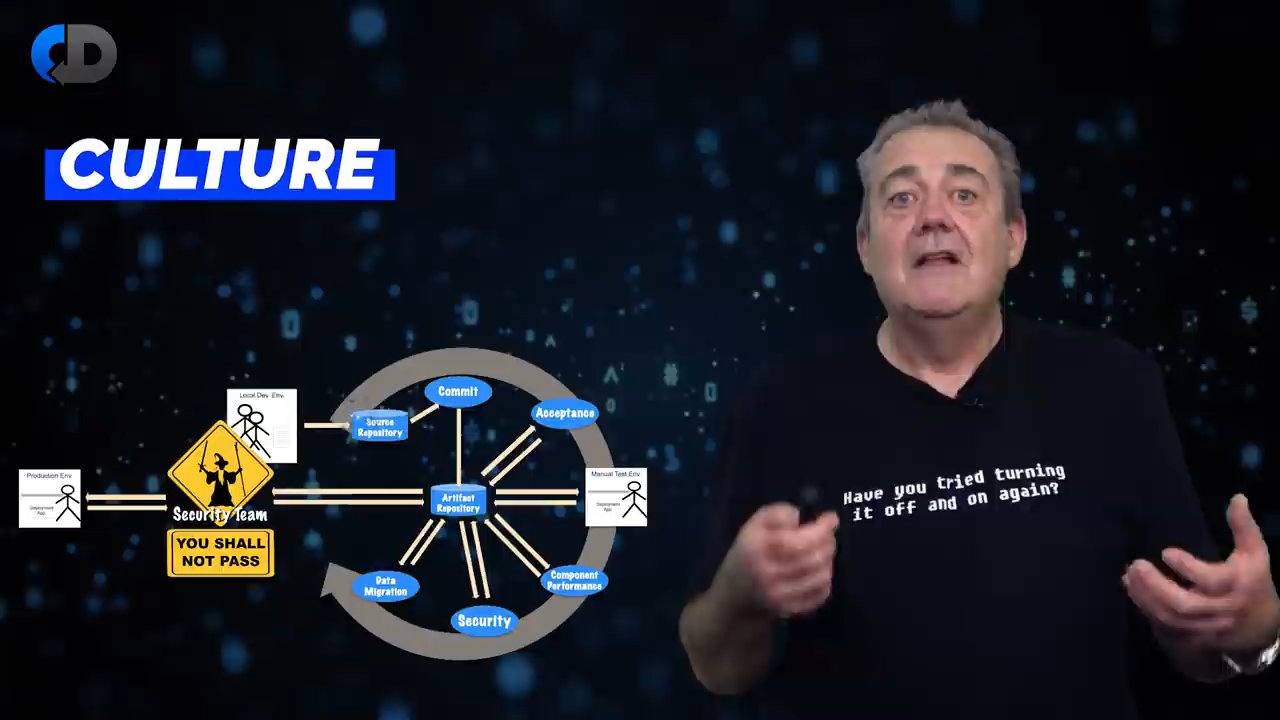 CD
CULTURE
Local Dev. Env.
Commit
Source
Repository
Acceptance
Production Env
Deployed
App
Security Team
YOU SHALL
NOT PASS
Artifact
Repository
Manual Test Env
Deployment
App
Data
Migration
Component
Performance
Security
Have you tried turning
it off and on again?